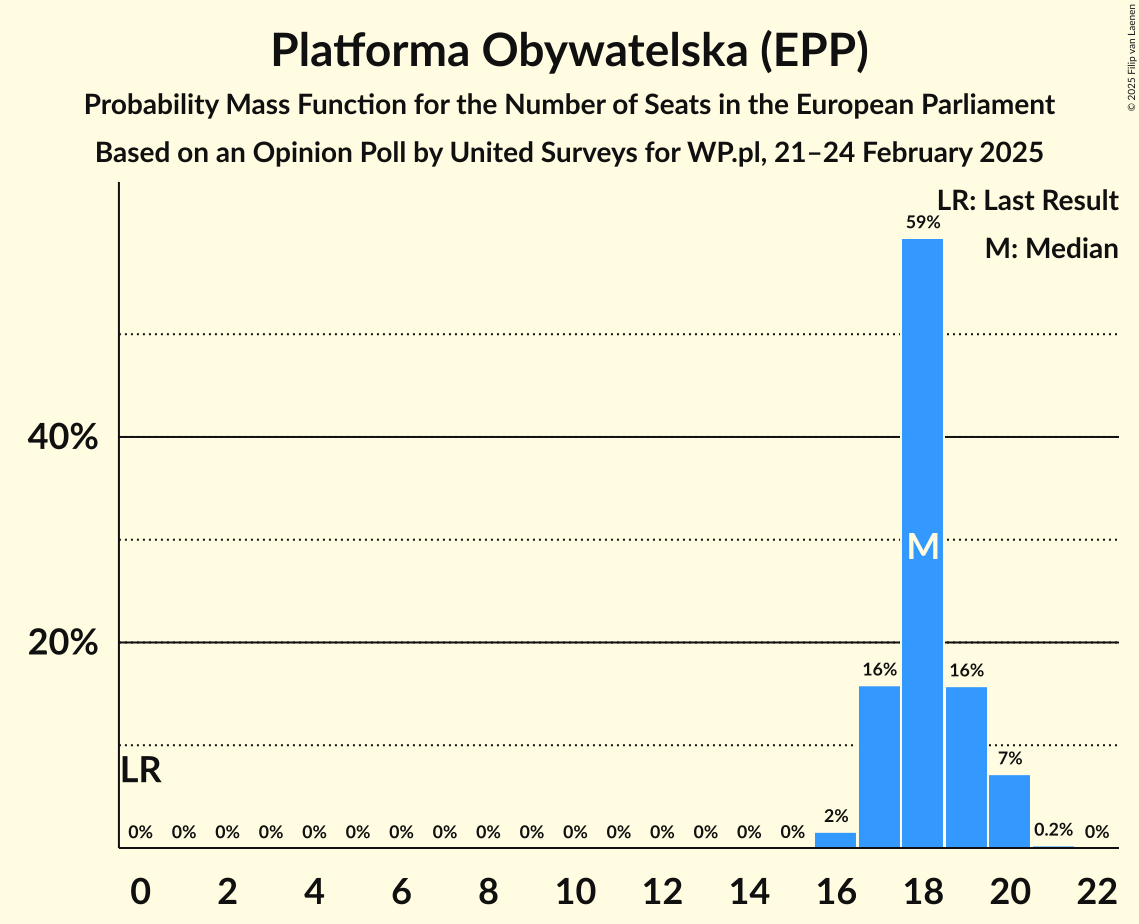 Platforma Obywatelska (EPP)
Probability Mass Function for the Number of Seats in the European Parliament
Based on an Opinion Poll by United Surveys for WP.pl, 21–24 February 2025
© 2025 Filip van Laenen
LR: Last Result
M: Median
59%
40%
M
20%
16% 16%
LR
7%
2%
0% 0% 0% 0% 0% 0% 0% 0% 0% 0% 0% 0% 0% 0% 0% 0% 0.2% 0%
0 2 4 6 8 10 12 14 16 18 20 22